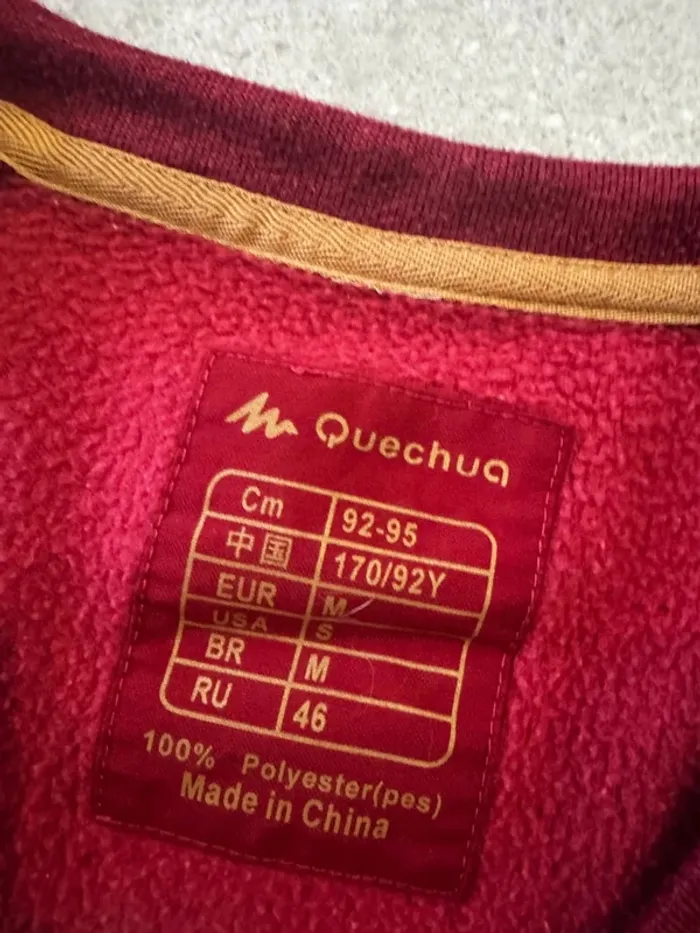 Quechua
Cm 92-95
中国 170/92Y
EUR M
USA S
BR M
RU 46
100% Polyester(pes)
Made in China